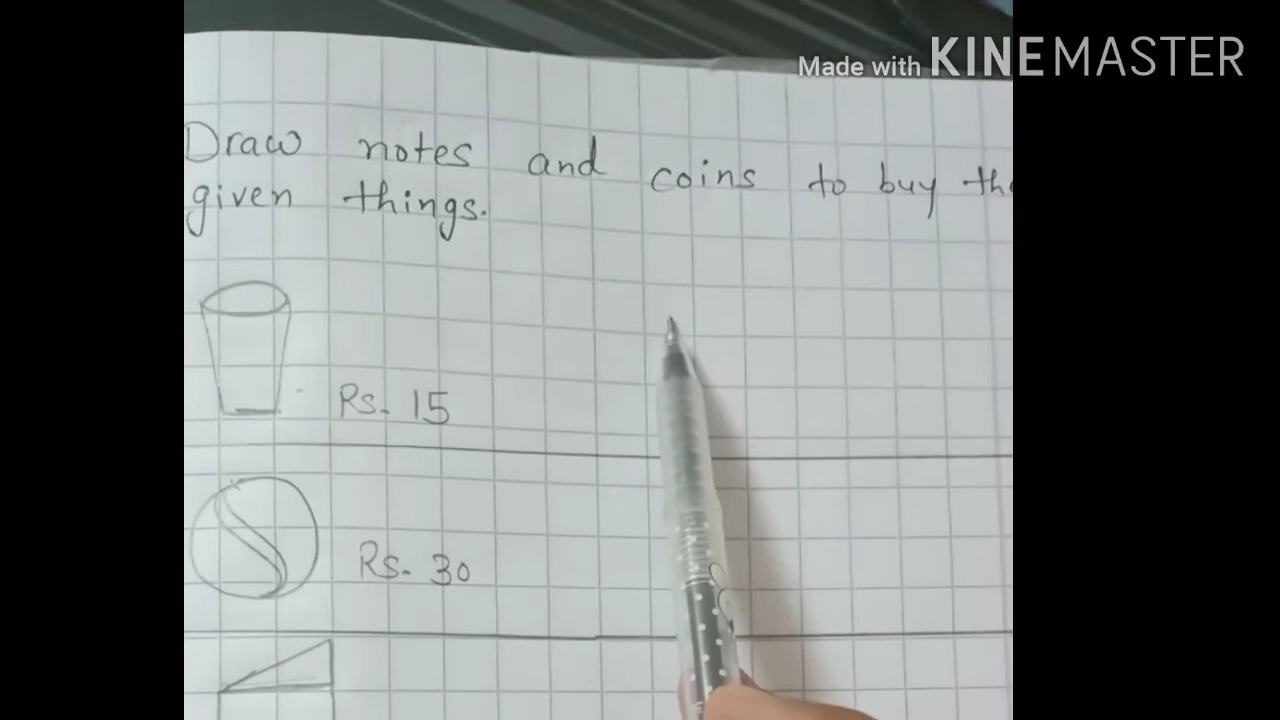 Made with KINEMASTER
Draw notes and coins to buy
given things.
Rs. 15
Rs. 30